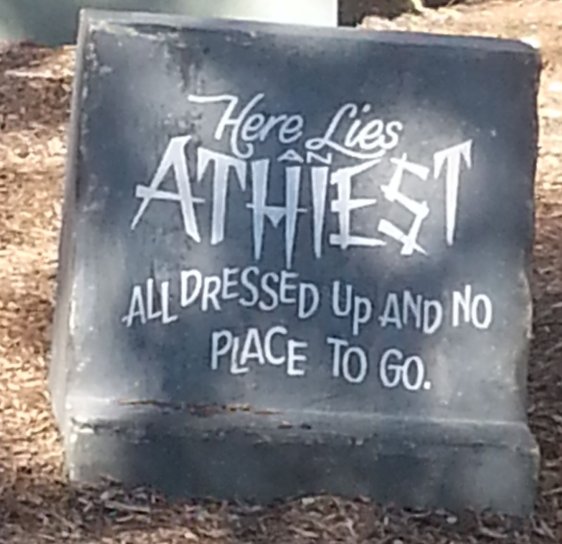 Here Lies
AN
ATHIEST
ALL DRESSED UP AND NO
PLACE TO GO.